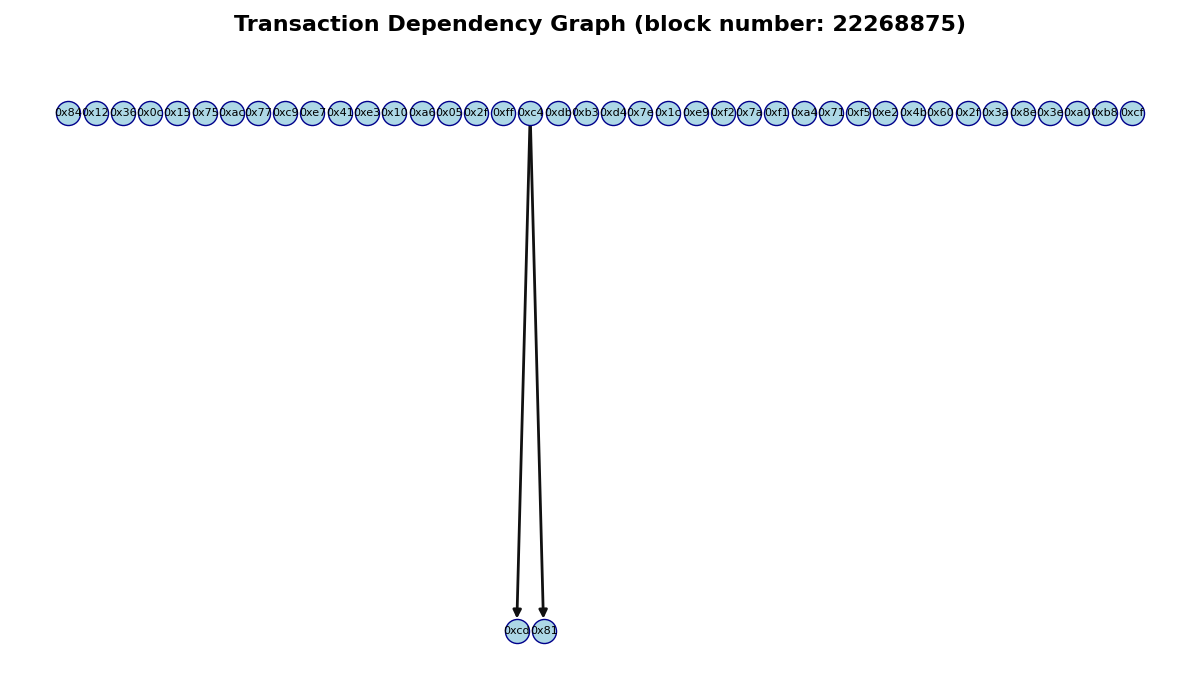 Transaction Dependency Graph (block number: 22268875)
0x84 0x12 0x36 0x0c 0x15 0x75 0xac 0x77 0xc9 0xe7 0x41 0xe3 0x10 0xa6 0x05 0x2f 0xff 0xc4 0xdb 0xb3 0xd4 0x7e 0x1c 0xe9 0xf2 0x7a 0xf1 0xa4 0x71 0xf5 0xe2 0x4b 0x60 0x2f 0x3a 0x8e 0x3e 0xa0 0xb8 0xcf
0xcd 0x81